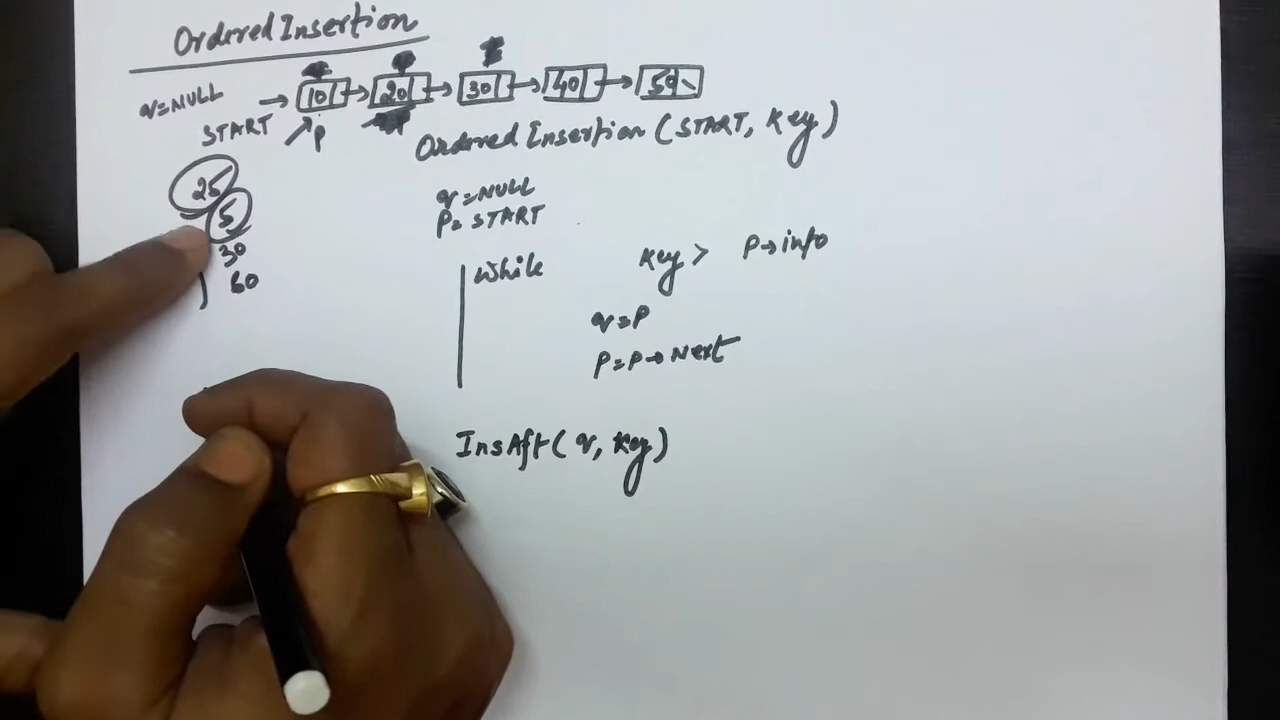 Ordered Insertion
q=NULL
START → 10 → 20 → 30 → 40 → 50
P
Ordered Insertion (START, Key)
25
5
30
60
q=NULL
P=START
While Key > P→info
q=P
P=P→Next
InsAft(q, Key)